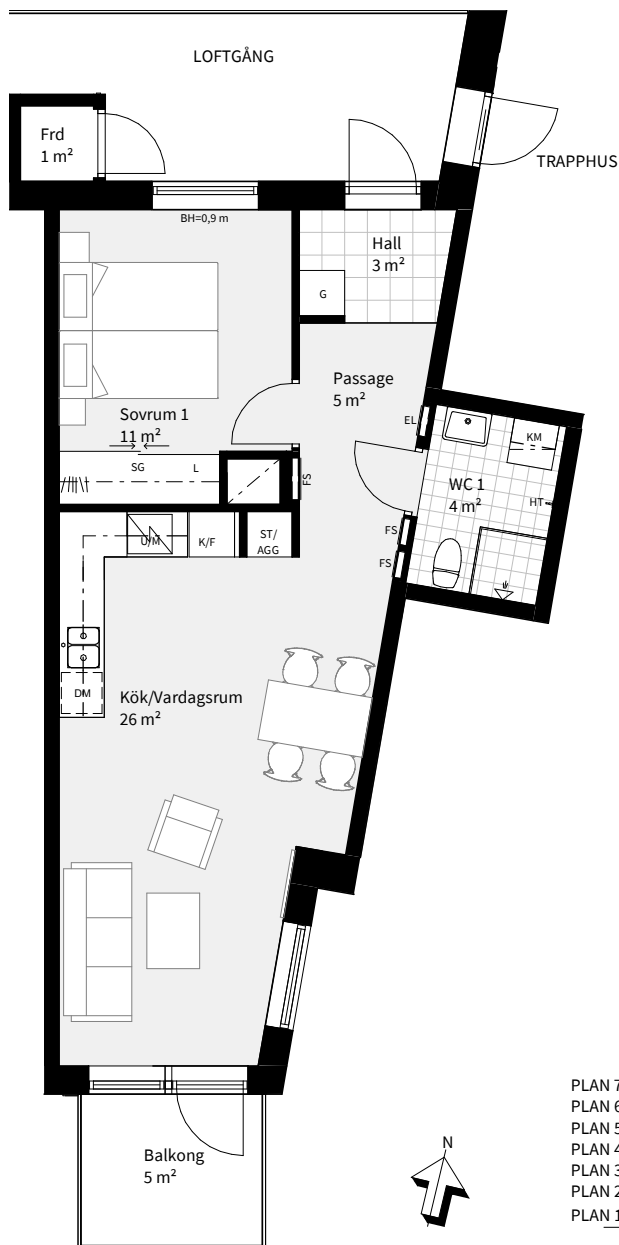 LOFTGÅNG
Frd
1 m²
TRAPPHUS
BH=0,9 m
Hall
3 m²
G
Passage
5 m²
Sovrum 1
11 m²
EL
KM
SG
L
FS
WC 1
4 m²
HT
U/M
K/F
ST/
AGG
FS
FS
DM
Kök/Vardagsrum
26 m²
Balkong
5 m²
N
PLAN 7
PLAN 6
PLAN 5
PLAN 4
PLAN 3
PLAN 2
PLAN 1